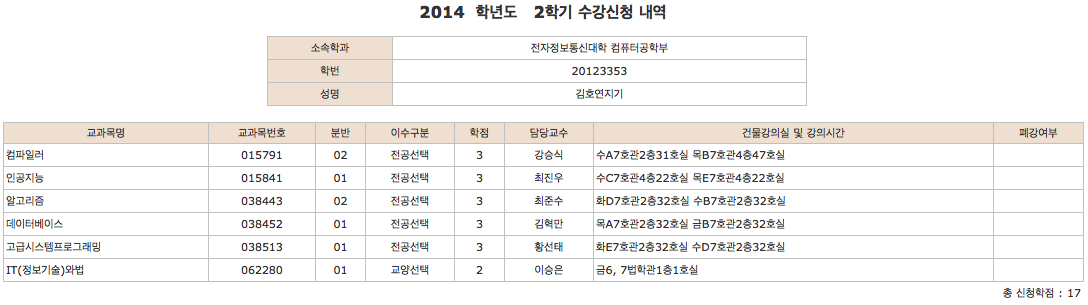 2014 학년도 2학기 수강신청 내역
소속학과 전자정보통신대학 컴퓨터공학부
학번 20123353
성명 김호연지기
교과목명 교과목번호 분반 이수구분 학점 담당교수 건물강의실 및 강의시간 폐강여부
컴파일러 015791 02 전공선택 3 강승식 수A7호관2층31호실 목B7호관4층47호실
인공지능 015841 01 전공선택 3 최진우 수C7호관4층22호실 목E7호관4층22호실
알고리즘 038443 02 전공선택 3 최준수 화D7호관2층32호실 수B7호관2층32호실
데이터베이스 038452 01 전공선택 3 김혁만 목A7호관2층32호실 금B7호관2층32호실
고급시스템프로그래밍 038513 01 전공선택 3 황선태 화E7호관2층32호실 수D7호관2층32호실
IT(정보기술)와법 062280 01 교양선택 2 이승은 금6, 7법학관1층1호실
총 신청학점 : 17